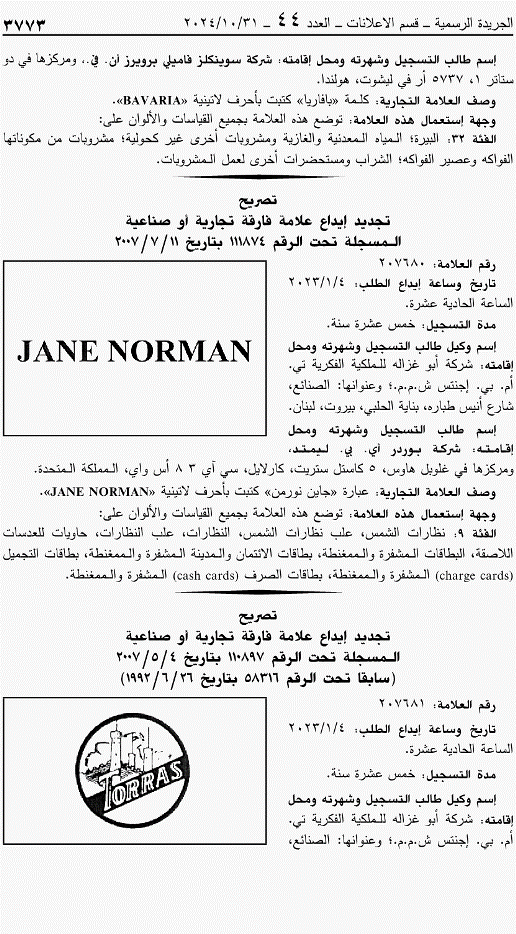 الجريدة الرسمية ـ قسم الاعلانات ـ العدد ٤٤ ـ ٢٠٢٤/١٠/٣١
٣٧٧٣
إسم طالب التسجيل وشهرته ومحل إقامته: شركة سوينكلز فاميلي برويرز أن. في.، ومركزها في دو
ستاتر ١، ٥٧٣٧ أر في ليشوت، هولندا.
وصف العلامة التجارية: كلمة «بافاريا» كتبت بأحرف لاتينية «BAVARIA».
وجهة إستعمال هذه العلامة: توضع هذه العلامة بجميع القياسات والألوان على:
الفئة ٣٢: البيرة؛ المياه المعدنية والغازية ومشروبات أخرى غير كحولية؛ مشروبات من مكوناتها
الفواكه وعصير الفواكه؛ الشراب ومستحضرات أخرى لعمل المشروبات.
تصريح
تجديد إيداع علامة فارقة تجارية أو صناعية
المسجلة تحت الرقم ١١١٨٧٤ بتاريخ ٢٠٠٧/٧/١١
رقم العلامة: ٢٠٧٦٨٠
تاريخ وساعة إيداع الطلب: ٢٠٢٣/١/٤
الساعة الحادية عشرة.
مدة التسجيل: خمس عشرة سنة.
JANE NORMAN
إسم وكيل طالب التسجيل وشهرته ومحل
إقامته: شركة أبو غزاله للملكية الفكرية تي.
أم. بي. إجنتس ش.م.م.؛ وعنوانها: الصنائع،
شارع أنيس طباره، بناية الحلبي، بيروت، لبنان.
إسم طالب التسجيل وشهرته ومحل
إقامته: شركة بوردر آي. بي. ليمتد،
ومركزها في غلوبل هاوس، ٥ كاستل ستريت، كارلايل، سي آي ٣ ٨ أس واي، المملكة المتحدة.
وصف العلامة التجارية: عبارة «جاين نورمن» كتبت بأحرف لاتينية «JANE NORMAN».
وجهة إستعمال هذه العلامة: توضع هذه العلامة بجميع القياسات والألوان على:
الفئة ٩: نظارات الشمس، علب نظارات الشمس، النظارات، علب النظارات، حاويات للعدسات
اللاصقة، البطاقات المشفرة والممغنطة، بطاقات الائتمان والمدينة المشفرة والممغنطة، بطاقات التجميل
(charge cards) المشفرة والممغنطة، بطاقات الصرف (cash cards) المشفرة والممغنطة.
تصريح
تجديد إيداع علامة فارقة تجارية أو صناعية
المسجلة تحت الرقم ١١٠٨٩٧ بتاريخ ٢٠٠٧/٥/٤
(سابقا تحت الرقم ٥٨٣١٦ بتاريخ ١٩٩٢/٦/٢٦)
رقم العلامة: ٢٠٧٦٨١
تاريخ وساعة إيداع الطلب: ٢٠٢٣/١/٤
الساعة الحادية عشرة.
مدة التسجيل: خمس عشرة سنة.
TORRAS
إسم وكيل طالب التسجيل وشهرته ومحل
إقامته: شركة أبو غزاله للملكية الفكرية تي.
أم. بي. إجنتس ش.م.م.؛ وعنوانها: الصنائع،